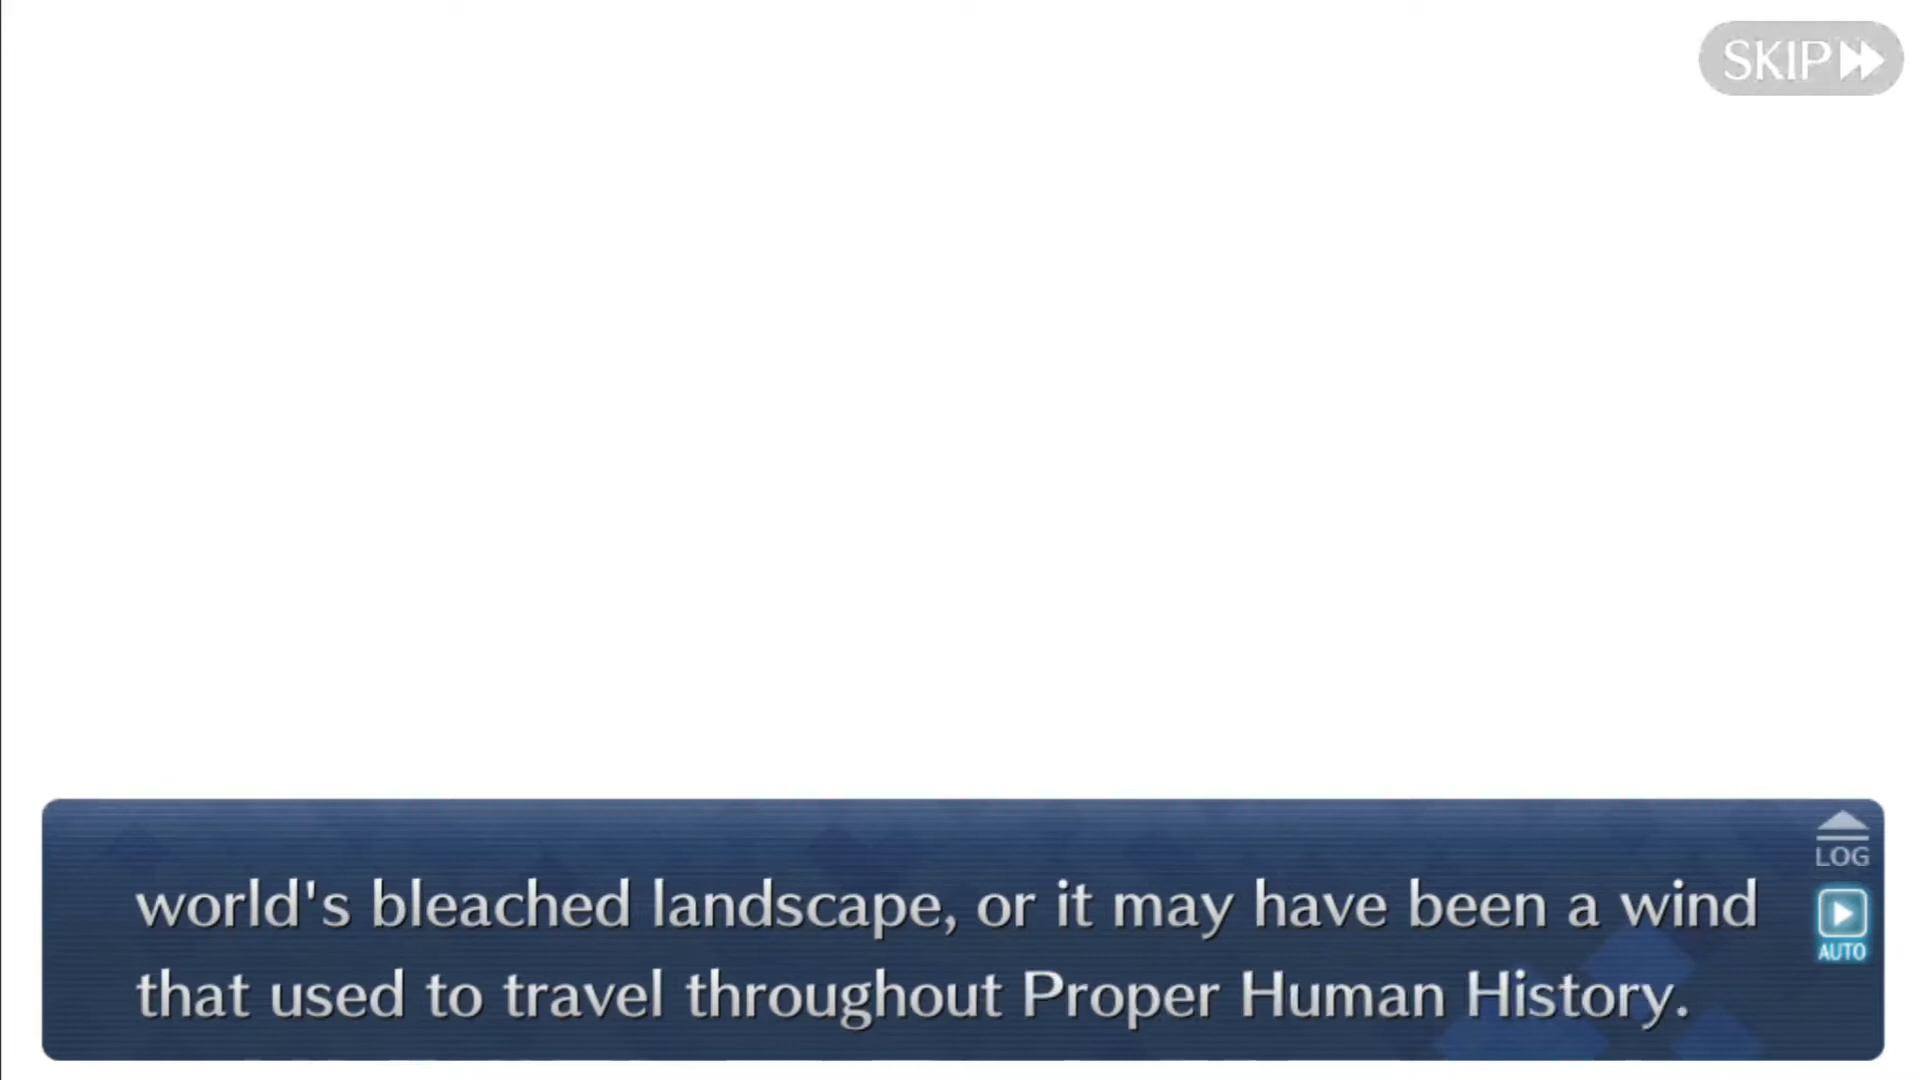 SKIP
LOG
world's bleached landscape, or it may have been a wind
AUTO
that used to travel throughout Proper Human History.